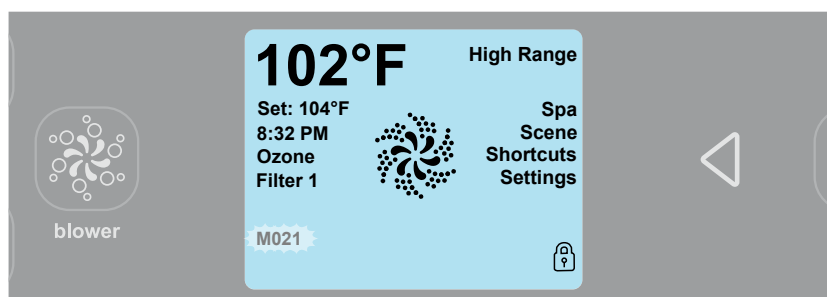 102°F
High Range
Set: 104°F
8:32 PM
Ozone
Filter 1
Spa
Scene
Shortcuts
Settings
M021
blower